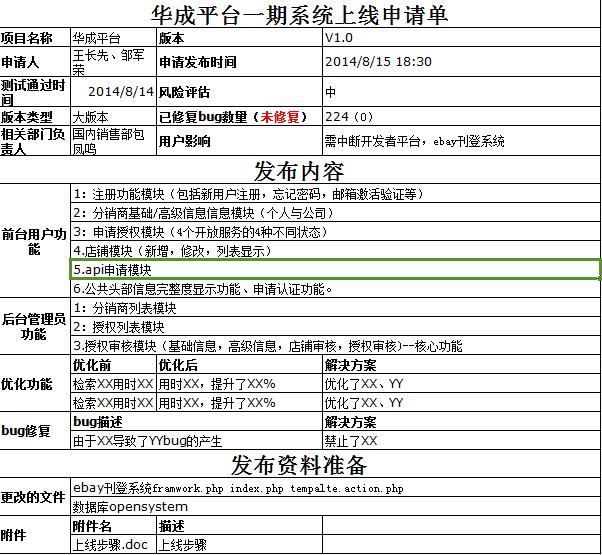 华成平台一期系统上线申请单
项目名称 华成平台 版本 V1.0
申请人 王长先、邹军荣 申请发布时间 2014/8/15 18:30
测试通过时间 2014/8/14 风险评估 中
版本类型 大版本 已修复bug数量（未修复） 224（0）
相关部门负责人 国内销售部包凤鸣 用户影响 需中断开发者平台，ebay刊登系统
发布内容
前台用户功能
1：注册功能模块（包括新用户注册，忘记密码，邮箱激活验证等）
2：分销商基础/高级信息信息模块（个人与公司）
3：申请授权模块（4个开放服务的4种不同状态）
4.店铺模块（新增，修改，列表显示）
5.api申请模块
6.公共头部信息完整度显示功能、申请认证功能。
后台管理员功能
1：分销商列表模块
2：授权列表模块
3.授权审核模块（基础信息，高级信息，店铺审核，授权审核)--核心功能
优化功能
优化前 优化后 解决方案
检索XX用时XX 用时XX，提升了XX% 优化了XX、YY
检索XX用时XX 用时XX，提升了XX% 优化了XX、YY
bug修复
bug描述 解决方案
由于XX导致了YYbug的产生 禁止了XX
发布资料准备
更改的文件
ebay刊登系统framwork.php index.php tempalte.action.php
数据库opensystem
附件
附件名 描述
上线步骤.doc 上线步骤